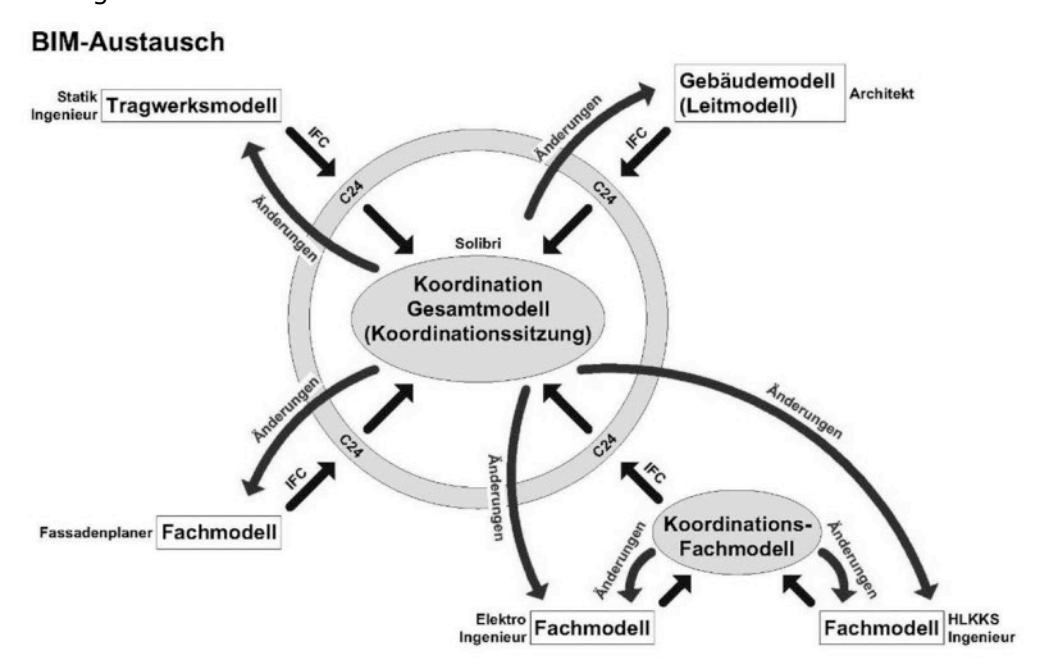 BIM-Austausch
Statik
Ingenieur
Tragwerksmodell
Gebäudemodell
(Leitmodell)
Architekt
IFC
Änderungen
IFC
C24
C24
Änderungen
Solibri
Koordination
Gesamtmodell
(Koordinationssitzung)
Änderungen
Änderungen
C24
C24
IFC
IFC
Änderungen
Fassadenplaner
Fachmodell
Koordinations-
Fachmodell
Änderungen
Änderungen
Elektro
Ingenieur
Fachmodell
Fachmodell
HLKKS
Ingenieur